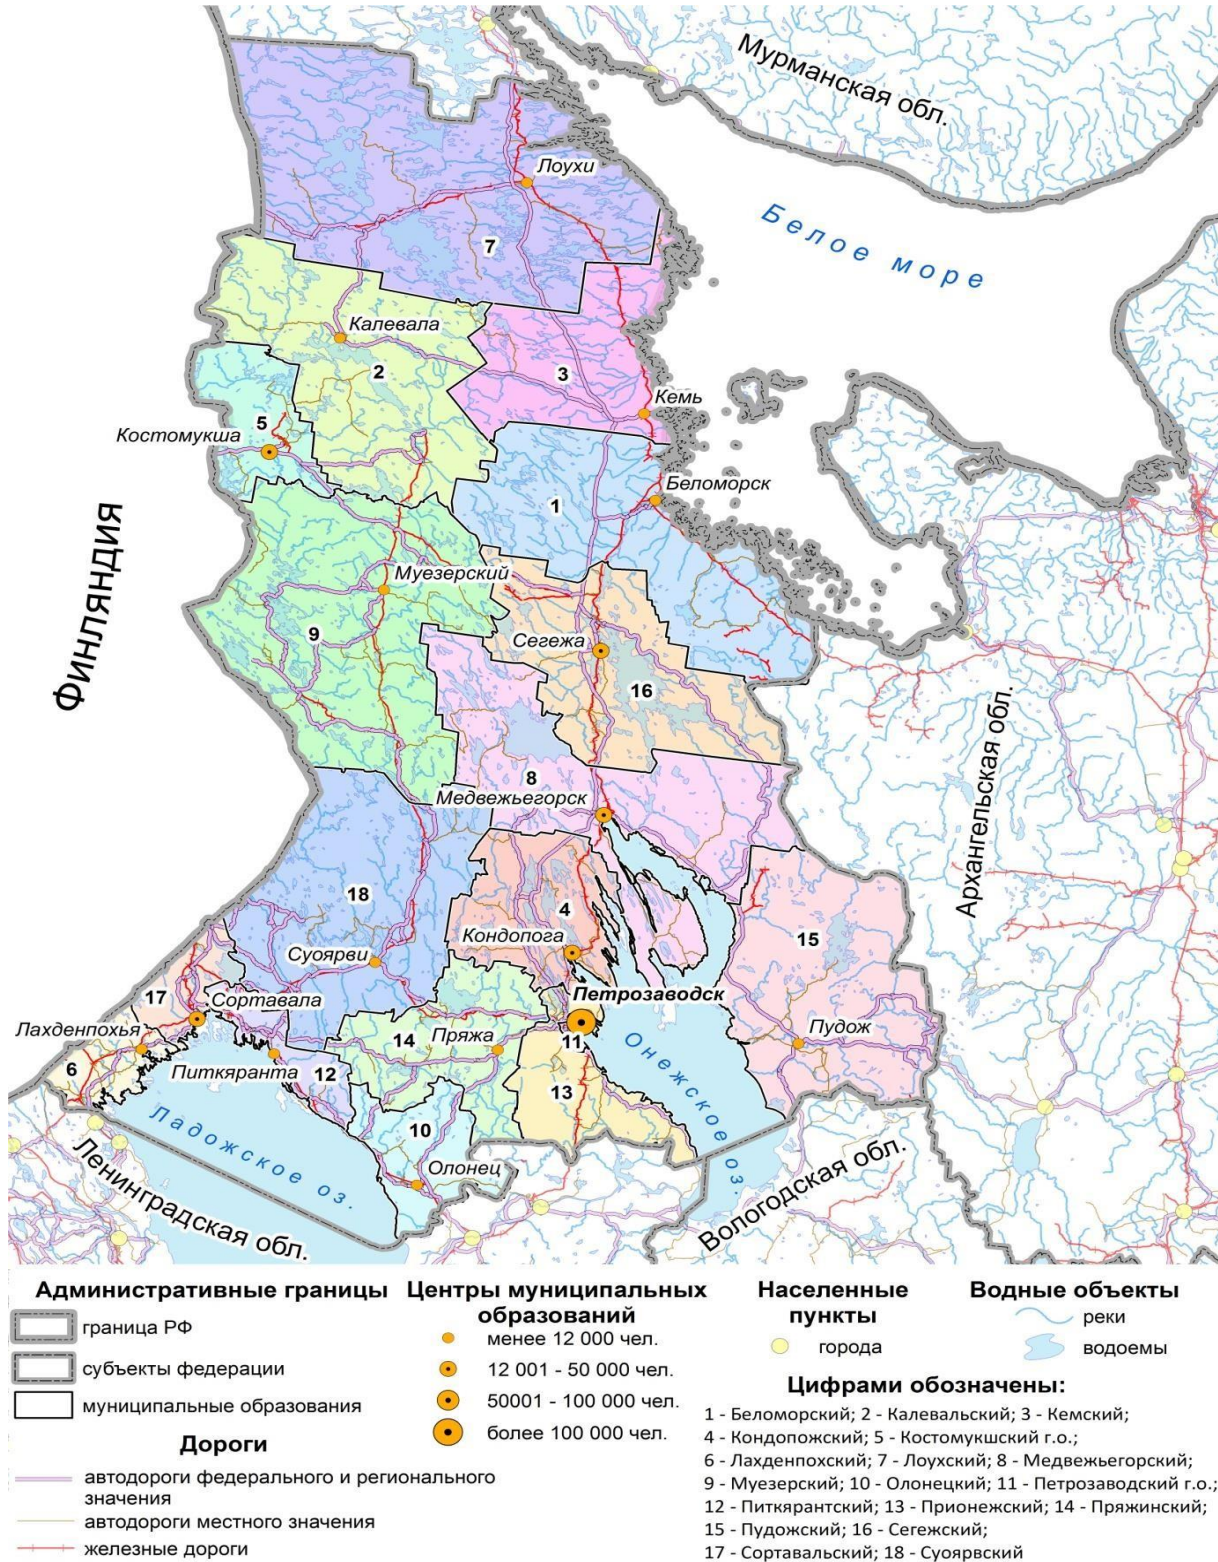 Мурманская обл.
Лоухи
Белое море
7
Калевала
2
3
Кемь
5
Костомукша
Беломорск
1
Финляндия
Муезерский
9
Сегежа
16
Архангельская обл.
8
Медвежьегорск
18
4
15
Кондопога
Суоярви
17
Сортавала
Петрозаводск
Лахденпохья
14
Пряжа
11
Пудож
6
Питкяранта
12
13
Онежское оз.
Ладожское оз.
10
Олонец
Ленинградская обл.
Вологодская обл.
Административные границы
граница РФ
субъекты федерации
муниципальные образования
Дороги
автодороги федерального и регионального
значения
автодороги местного значения
железные дороги
Центры муниципальных
образований
менее 12 000 чел.
12 001 - 50 000 чел.
50001 - 100 000 чел.
более 100 000 чел.
Населенные
пункты
города
Водные объекты
реки
водоемы
Цифрами обозначены:
1 - Беломорский; 2 - Калевальский; 3 - Кемский;
4 - Кондопожский; 5 - Костомукшский г.о.;
6 - Лахденпохский; 7 - Лоухский; 8 - Медвежьегорский;
9 - Муезерский; 10 - Олонецкий; 11 - Петрозаводский г.о.;
12 - Питкярантский; 13 - Прионежский; 14 - Пряжинский;
15 - Пудожский; 16 - Сегежский;
17 - Сортавальский; 18 - Суоярвский